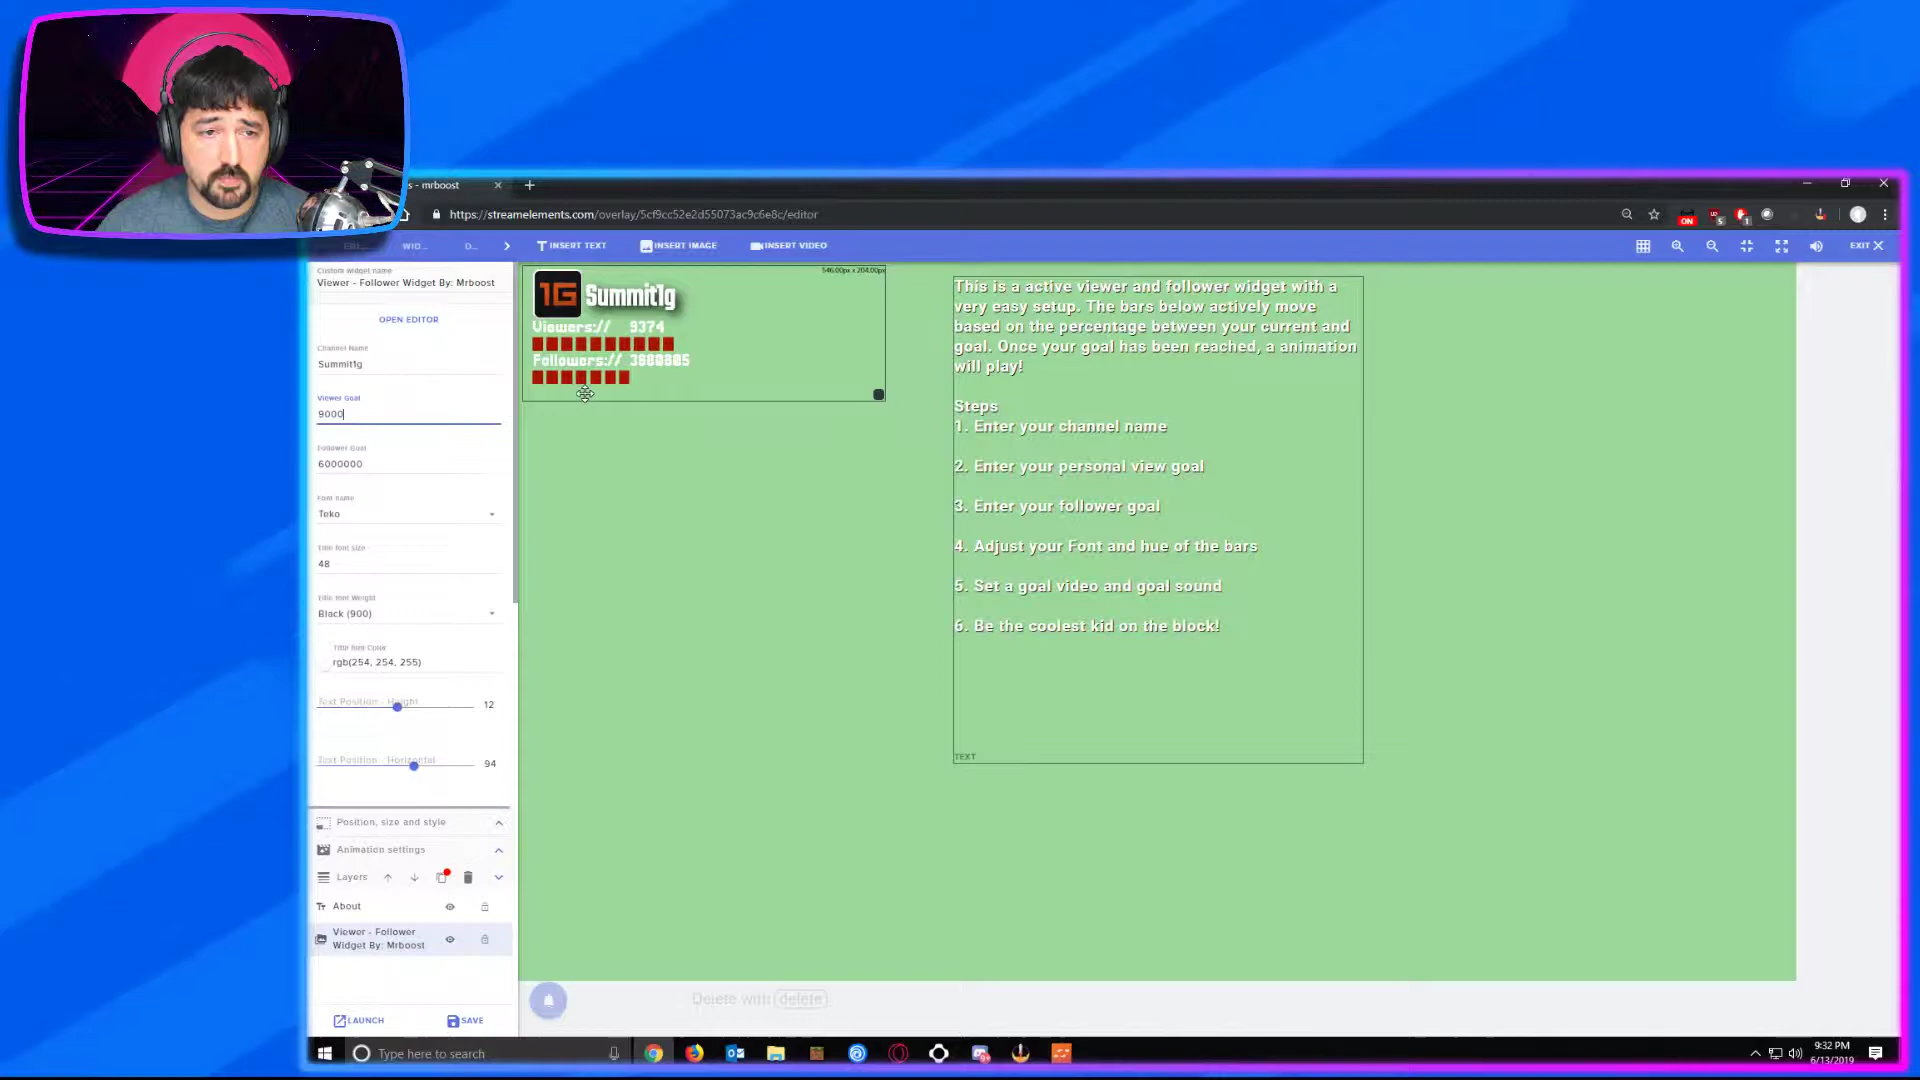 s - mrboost
https://streamelements.com/overlay/5cf9cc52e2d55073ac9c6e8c/editor
WID...
D...
INSERT TEXT
INSERT IMAGE
INSERT VIDEO
EXIT
Custom widget name
Viewer - Follower Widget By: Mrboost
OPEN EDITOR
Channel Name
Summit1g
Viewer Goal
9000
Follower Goal
6000000
Font name
Teko
Title font size
48
Title font Weight
Black (900)
Title font Color
rgb(254, 254, 255)
Text Position - Height
12
Text Position - Horizontal
94
Position, size and style
Animation settings
Layers
About
Viewer - Follower
Widget By: Mrboost
LAUNCH
SAVE
546.00px x 204.00px
1G Summit1g
Viewers:// 9374
Followers://
This is a active viewer and follower widget with a
very easy setup. The bars below actively move
based on the percentage between your current and
goal. Once your goal has been reached, a animation
will play!
Steps
1. Enter your channel name
2. Enter your personal view goal
3. Enter your follower goal
4. Adjust your Font and hue of the bars
5. Set a goal video and goal sound
6. Be the coolest kid on the block!
TEXT
Delete with delete
Type here to search
9:32 PM
6/13/2019
ON